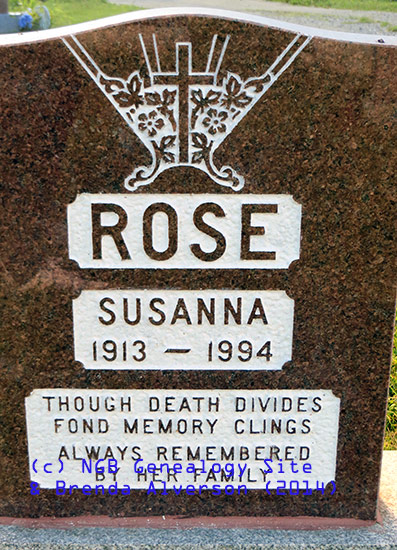 ROSE
SUSANNA
1913 — 1994
THOUGH DEATH DIVIDES
FOND MEMORY CLINGS
ALWAYS REMEMBERED
BY HER FAMILY
(c) NGB Genealogy Site
& Brenda Alverson (2014)